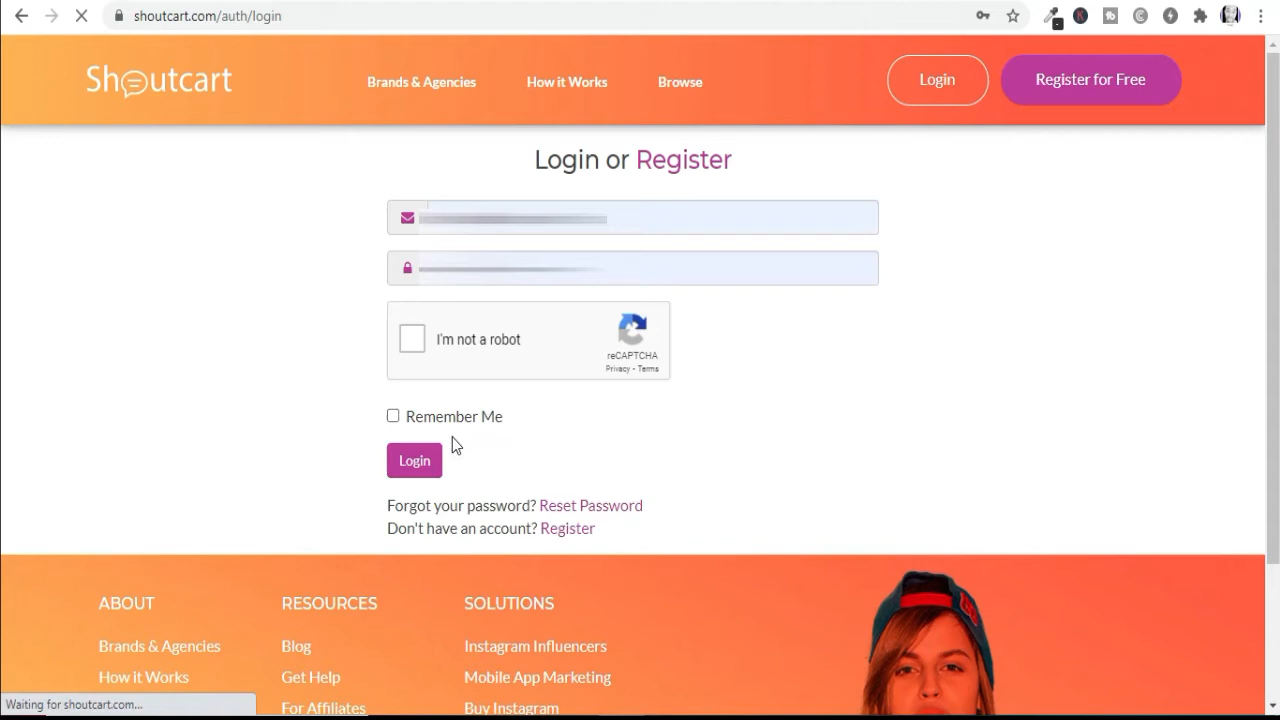 shoutcart.com/auth/login
Shoutcart
Brands & Agencies
How it Works
Browse
Login
Register for Free
Login or Register
I'm not a robot
reCAPTCHA
Privacy - Terms
Remember Me
Login
Forgot your password? Reset Password
Don't have an account? Register
ABOUT
RESOURCES
SOLUTIONS
Brands & Agencies
Blog
Instagram Influencers
How it Works
Get Help
Mobile App Marketing
For Affiliates
Buy Instagram
Waiting for shoutcart.com...